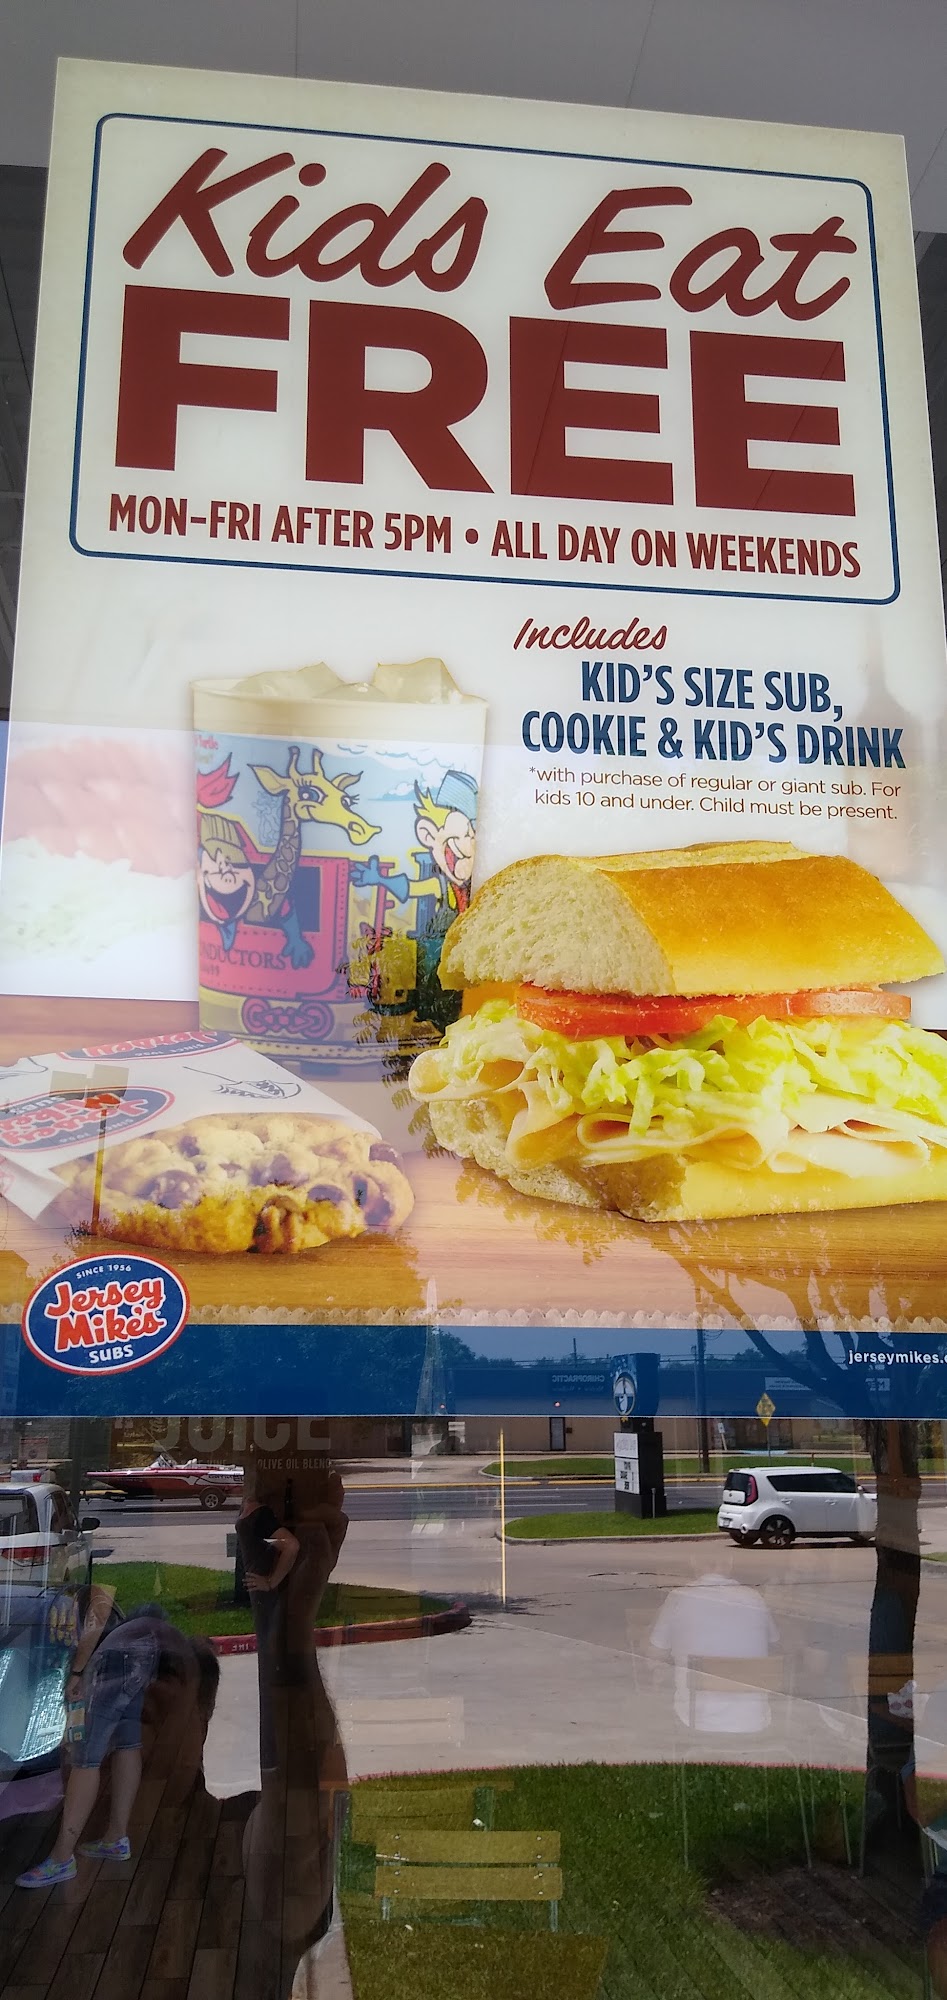 Kids Eat
FREE
MON-FRI AFTER 5PM • ALL DAY ON WEEKENDS
Includes
KID'S SIZE SUB,
COOKIE & KID'S DRINK
*with purchase of regular or giant sub. For
kids 10 and under. Child must be present.
SINCE 1956
Jersey
Mike's
SUBS
jerseymikes.
JUICE
OLIVE OIL BLEND
CHIROPRACTIC